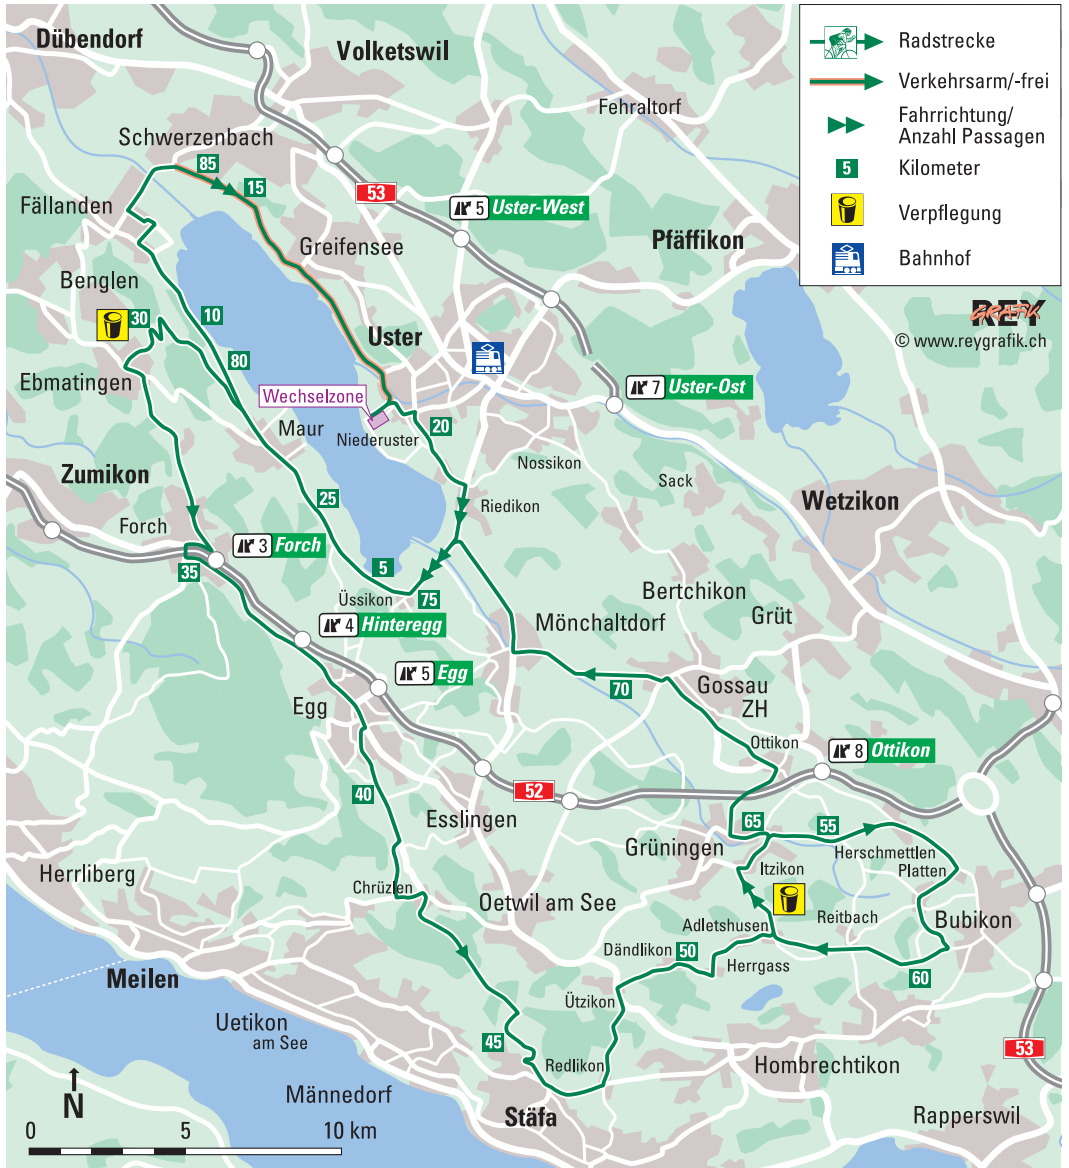 Dübendorf
Volketswil
Fehraltorf
Radstrecke
Verkehrsarm/-frei
Fahrrichtung/
Anzahl Passagen
5
Kilometer
Verpflegung
Bahnhof
REY
GRAFIK
© www.reygrafik.ch
Schwerzenbach
85
15
53
5 Uster-West
Fällanden
Greifensee
Pfäffikon
Benglen
30
10
80
Uster
7 Uster-Ost
Ebmatingen
Wechselzone
Maur
Niederuster
20
Nossikon
Sack
Zumikon
25
Riedikon
Wetzikon
Forch
3 Forch
35
5
75
Üssikon
4 Hinteregg
Bertchikon
Grüt
Mönchaltdorf
5 Egg
Egg
70
Gossau
ZH
Ottikon
8 Ottikon
40
52
Esslingen
65
55
Grüningen
Herschmettlen
Platten
Itzikon
Herrliberg
Chrüzlen
Oetwil am See
Adletshusen
Reitbach
Bubikon
Dändlikon
50
Herrgass
60
Meilen
Ützikon
Uetikon
am See
45
Redlikon
Hombrechtikon
53
Männedorf
Stäfa
Rapperswil
N
0
5
10 km